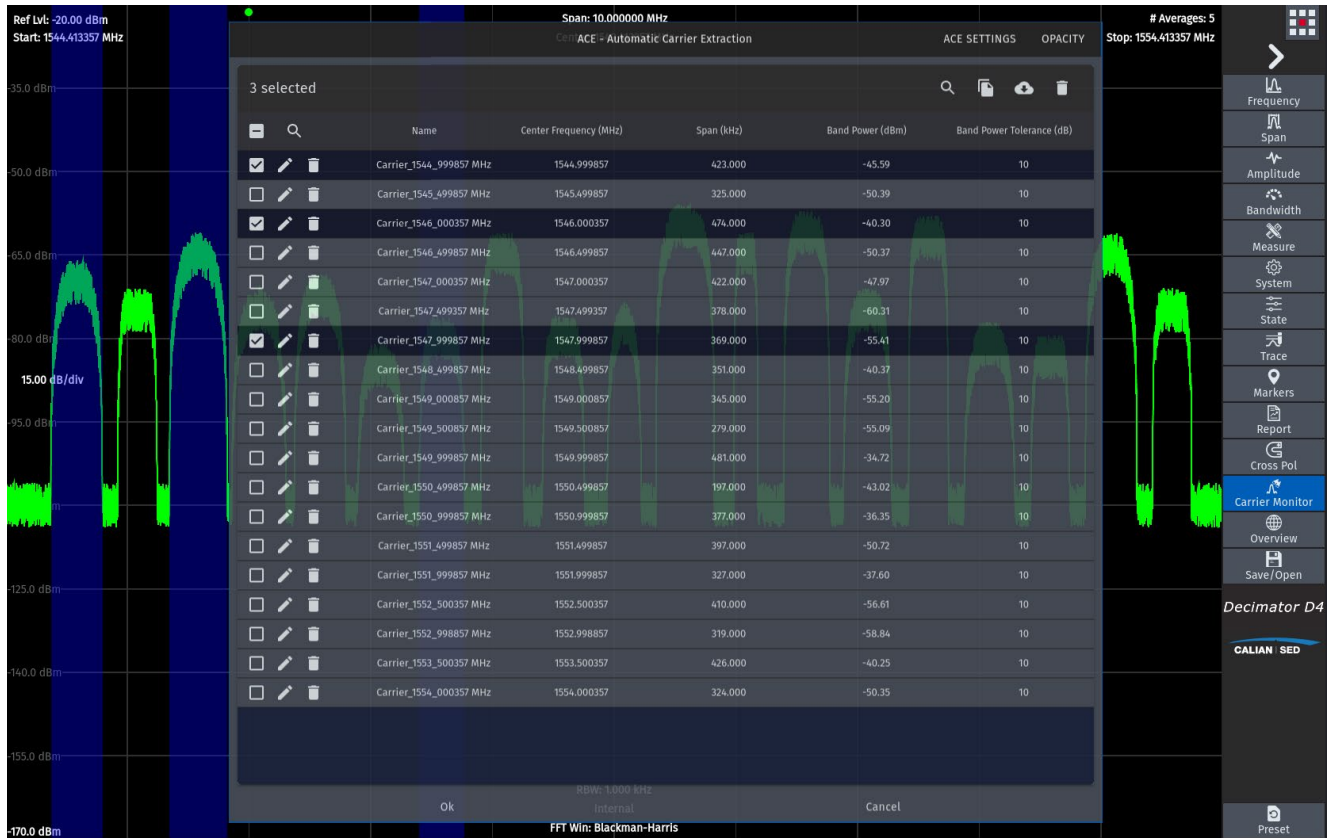 Ref Lvl: -20.00 dBm
Start: 1544.413357 MHz
Span: 10.000000 MHz
# Averages: 5
Stop: 1554.413357 MHz
ACE - Automatic Carrier Extraction
ACE SETTINGS
OPACITY
3 selected
Name Center Frequency (MHz) Span (kHz) Band Power (dBm) Band Power Tolerance (dB)
Carrier_1544_999857 MHz 1544.999857 423.000 -45.59 10
Carrier_1545_499857 MHz 1545.499857 325.000 -50.39 10
Carrier_1546_000357 MHz 1546.000357 474.000 -40.30 10
Carrier_1546_499857 MHz 1546.499857 447.000 -50.37 10
Carrier_1547_000357 MHz 1547.000357 422.000 -47.97 10
Carrier_1547_499357 MHz 1547.499357 378.000 -60.31 10
Carrier_1547_999857 MHz 1547.999857 369.000 -55.41 10
Carrier_1548_499857 MHz 1548.499857 351.000 -40.37 10
Carrier_1549_000857 MHz 1549.000857 345.000 -55.20 10
Carrier_1549_500857 MHz 1549.500857 279.000 -55.09 10
Carrier_1549_999857 MHz 1549.999857 481.000 -34.72 10
Carrier_1550_499857 MHz 1550.499857 197.000 -43.02 10
Carrier_1550_999857 MHz 1550.999857 377.000 -36.35 10
Carrier_1551_499857 MHz 1551.499857 397.000 -50.72 10
Carrier_1551_999857 MHz 1551.999857 327.000 -37.60 10
Carrier_1552_500357 MHz 1552.500357 410.000 -56.61 10
Carrier_1552_998857 MHz 1552.998857 319.000 -58.84 10
Carrier_1553_500357 MHz 1553.500357 426.000 -40.25 10
Carrier_1554_000357 MHz 1554.000357 324.000 -50.35 10
Ok
Cancel
RBW: 1.000 kHz
Internal
FFT Win: Blackman-Harris
-35.0 dBm
-50.0 dBm
-65.0 dBm
-80.0 dBm
15.00 dB/div
-95.0 dBm
-125.0 dBm
-140.0 dBm
-155.0 dBm
-170.0 dBm
Frequency
Span
Amplitude
Bandwidth
Measure
System
State
Trace
Markers
Report
Cross Pol
Carrier Monitor
Overview
Save/Open
Decimator D4
CALIAN SED
Preset